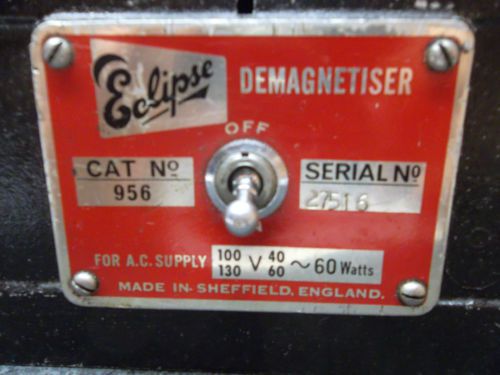 Eclipse DEMAGNETISER
OFF
CAT Nº SERIAL Nº
956 27516
FOR A.C. SUPPLY 100/130 V 40/60 ~ 60 Watts
MADE IN SHEFFIELD, ENGLAND.